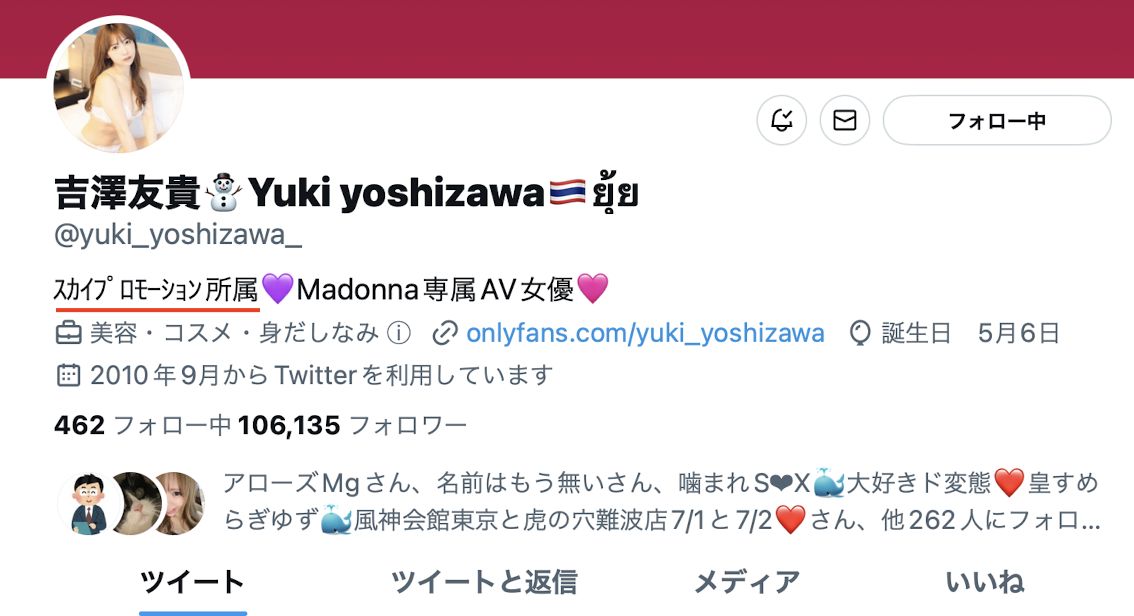 フォロー中
吉澤友貴⛄Yuki yoshizawa🇹🇭ยุ้ย
@yuki_yoshizawa_
ｽｶｲﾌﾟﾛﾓｰｼｮﾝ所属💜Madonna専属AV女優💗
美容・コスメ・身だしなみ ⓘ onlyfans.com/yuki_yoshizawa 誕生日 5月6日
2010年9月からTwitterを利用しています
462 フォロー中 106,135 フォロワー
アローズMgさん、名前はもう無いさん、噛まれS❤X🐳大好きド変態❤️皇すめ
らぎゆず🐳風神会館東京と虎の穴難波店7/1と7/2❤️さん、他262人にフォロ...
ツイート ツイートと返信 メディア いいね